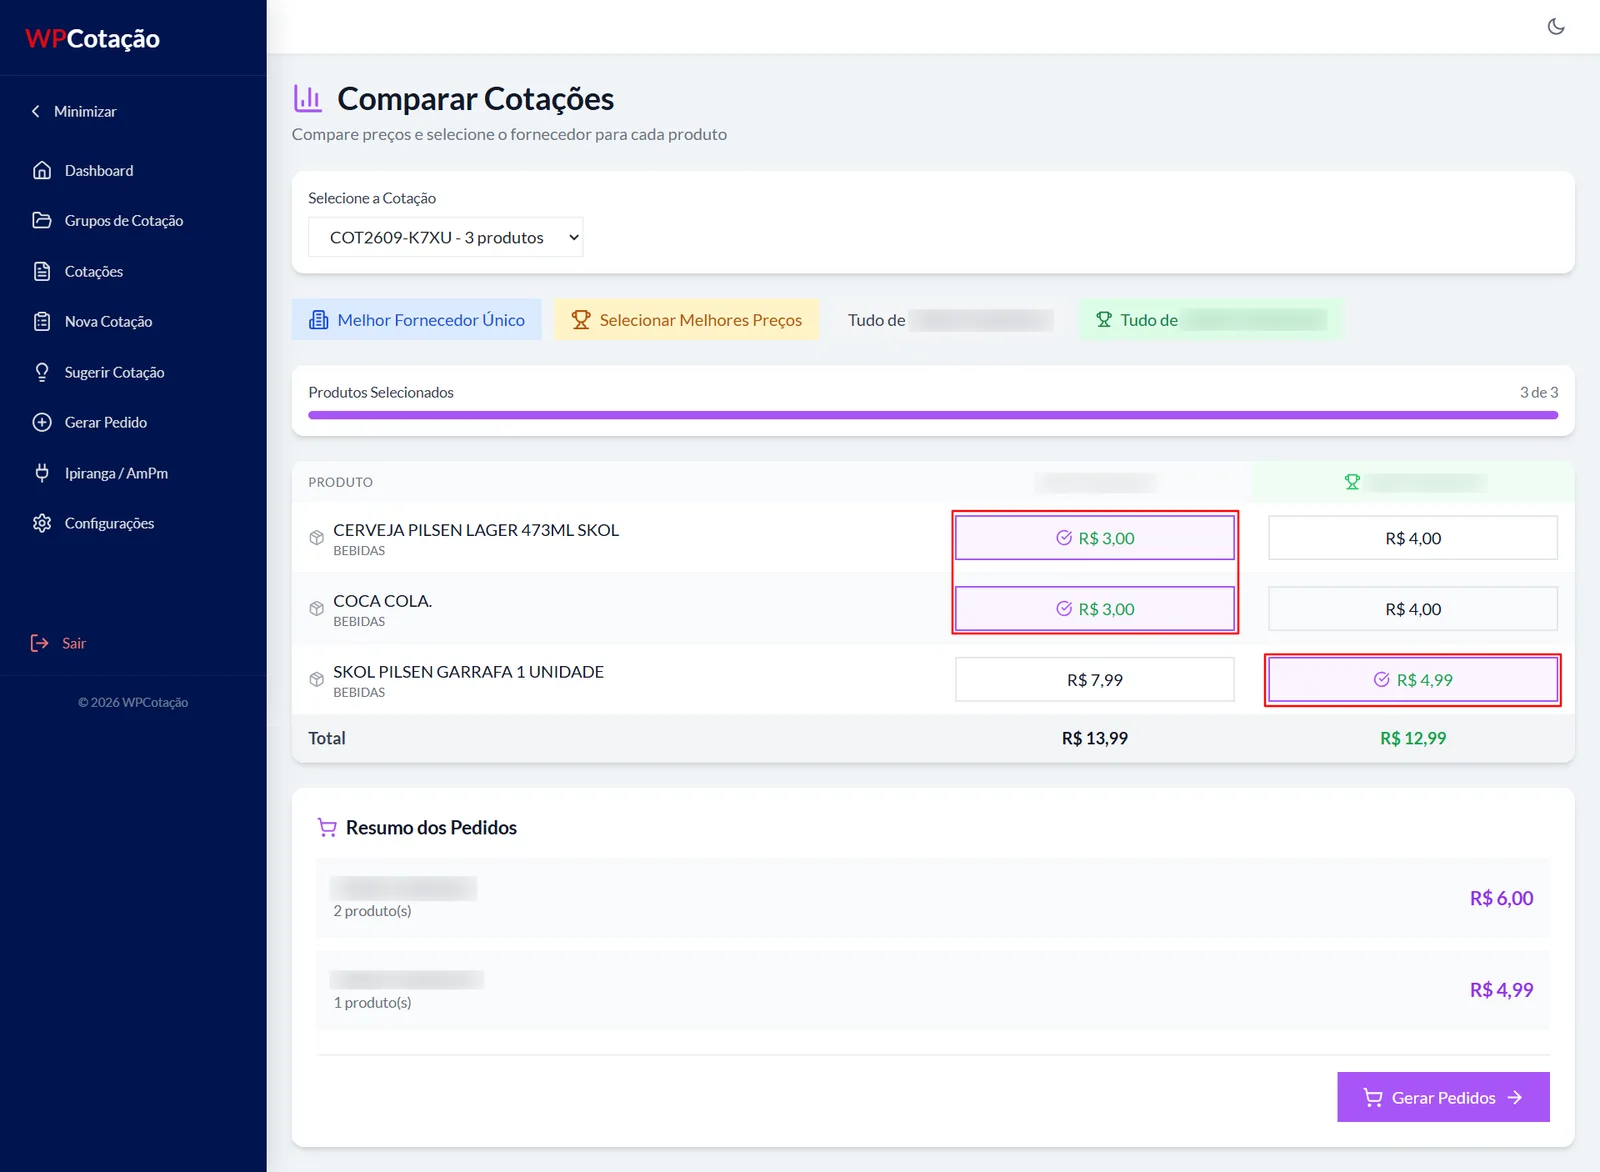 WPCotação
Minimizar
Dashboard
Grupos de Cotação
Cotações
Nova Cotação
Sugerir Cotação
Gerar Pedido
Ipiranga / AmPm
Configurações
Sair
© 2026 WPCotação
Comparar Cotações
Compare preços e selecione o fornecedor para cada produto
Selecione a Cotação
COT2609-K7XU - 3 produtos
Melhor Fornecedor Único
Selecionar Melhores Preços
Tudo de
Tudo de
Produtos Selecionados
3 de 3
PRODUTO
CERVEJA PILSEN LAGER 473ML SKOL
BEBIDAS
R$ 3,00
R$ 4,00
COCA COLA.
BEBIDAS
R$ 3,00
R$ 4,00
SKOL PILSEN GARRAFA 1 UNIDADE
BEBIDAS
R$ 7,99
R$ 4,99
Total
R$ 13,99
R$ 12,99
Resumo dos Pedidos
2 produto(s)
R$ 6,00
1 produto(s)
R$ 4,99
Gerar Pedidos